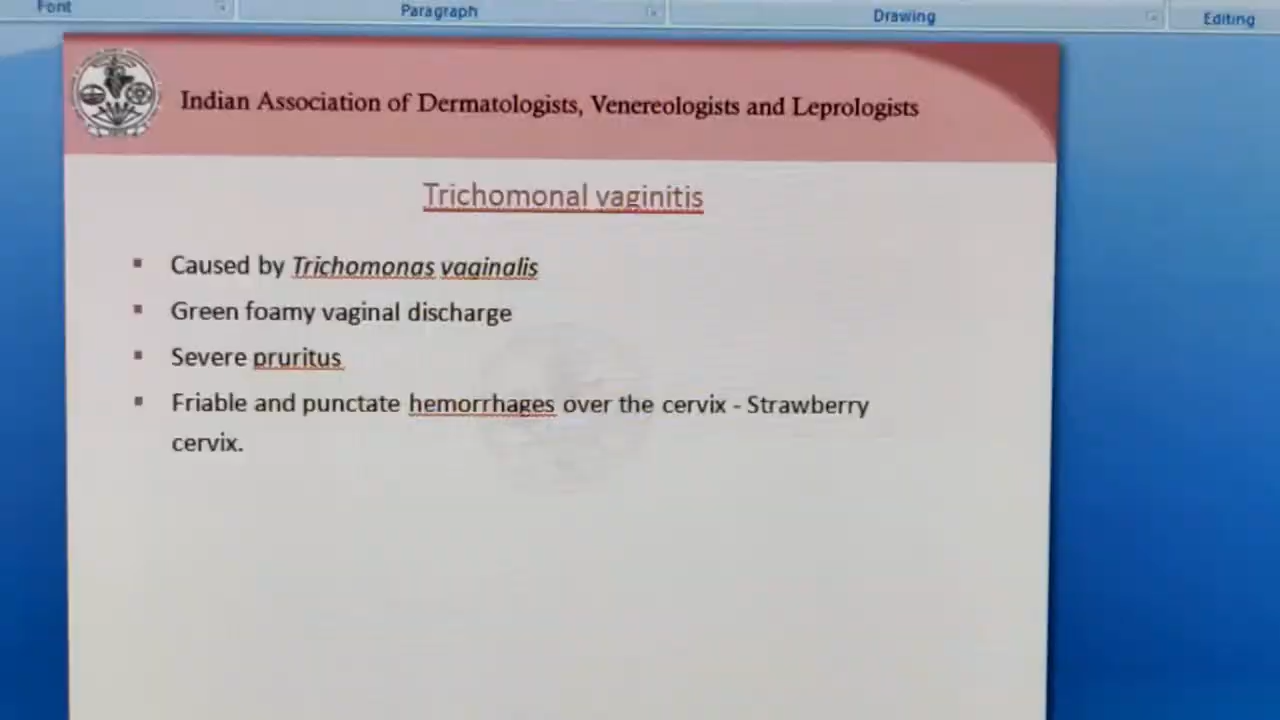 Font Paragraph Drawing Editing
Indian Association of Dermatologists, Venereologists and Leprologists
Trichomonal vaginitis
▪ Caused by Trichomonas vaginalis
▪ Green foamy vaginal discharge
▪ Severe pruritus
▪ Friable and punctate hemorrhages over the cervix - Strawberry
cervix.